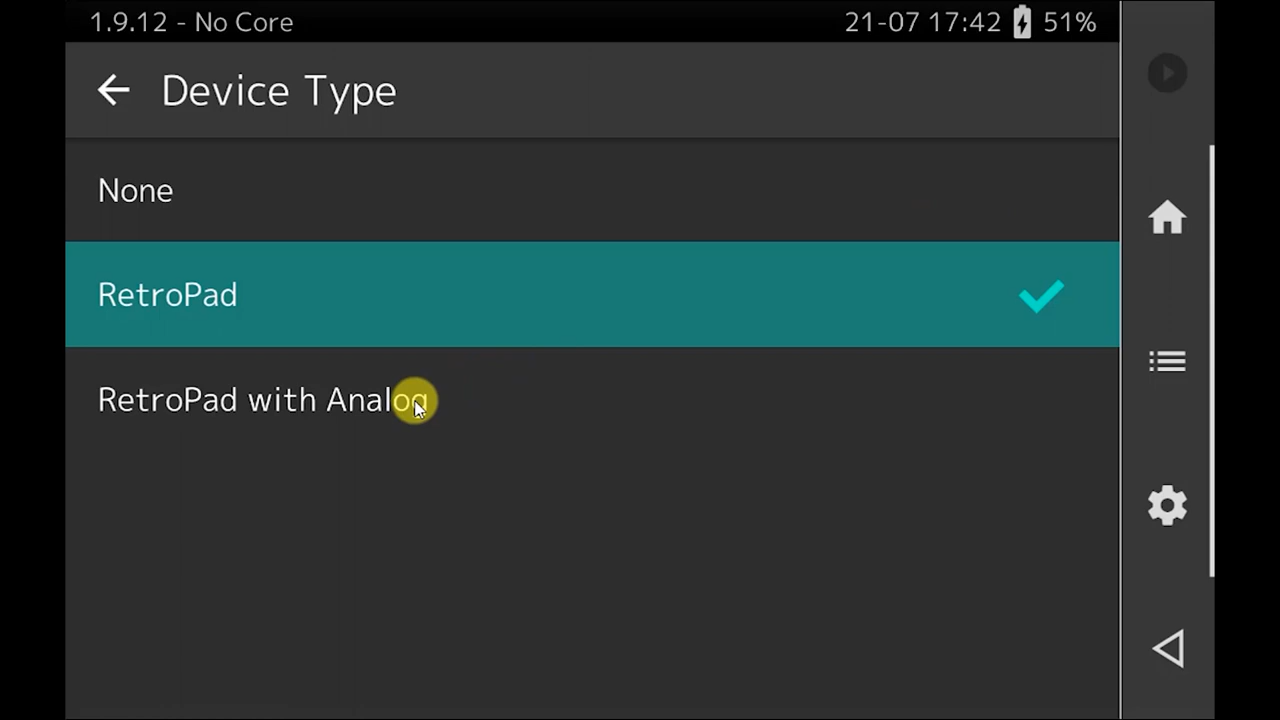 1.9.12 - No Core 21-07 17:42 51%
Device Type
None
RetroPad
RetroPad with Analog